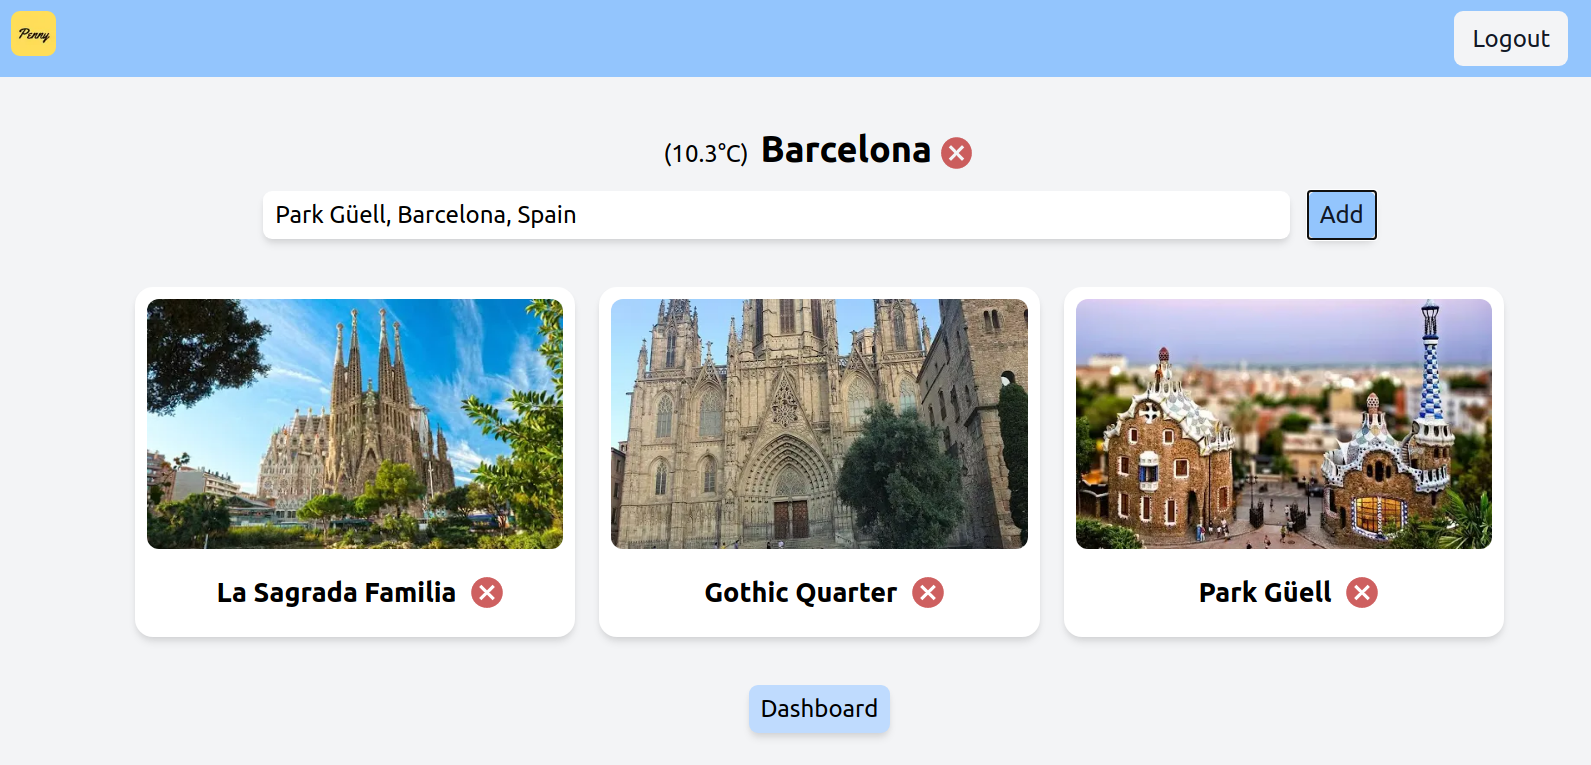 Penny
Logout
(10.3°C) Barcelona
Park Güell, Barcelona, Spain
Add
La Sagrada Familia
Gothic Quarter
Park Güell
Dashboard